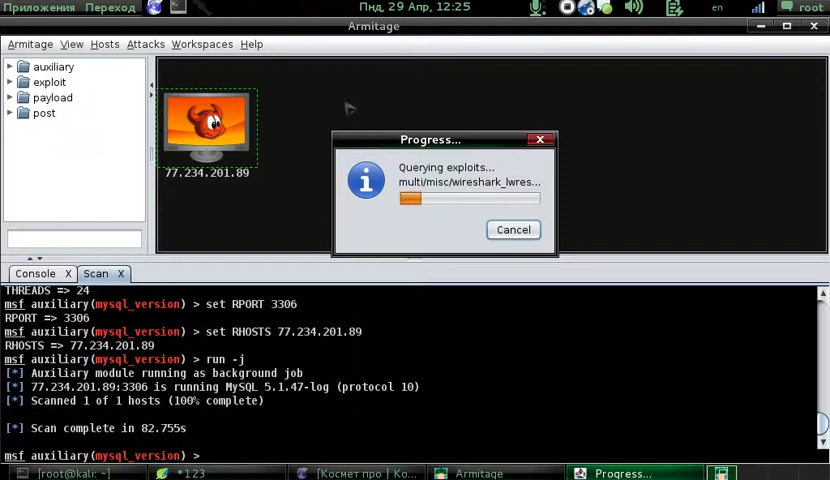 Приложения Переход Пнд, 29 Апр, 12:25 en root
Armitage
Armitage View Hosts Attacks Workspaces Help
auxiliary
exploit
payload
post
77.234.201.89
Progress...
Querying exploits...
multi/misc/wireshark_lwres...
Cancel
Console X Scan X
THREADS => 24
msf auxiliary(mysql_version) > set RPORT 3306
RPORT => 3306
msf auxiliary(mysql_version) > set RHOSTS 77.234.201.89
RHOSTS => 77.234.201.89
msf auxiliary(mysql_version) > run -j
[*] Auxiliary module running as background job
[*] 77.234.201.89:3306 is running MySQL 5.1.47-log (protocol 10)
[*] Scanned 1 of 1 hosts (100% complete)
[*] Scan complete in 82.755s
msf auxiliary(mysql_version) >
[root@kali: ~] *123 [Космет про | Ко... Armitage Progress...